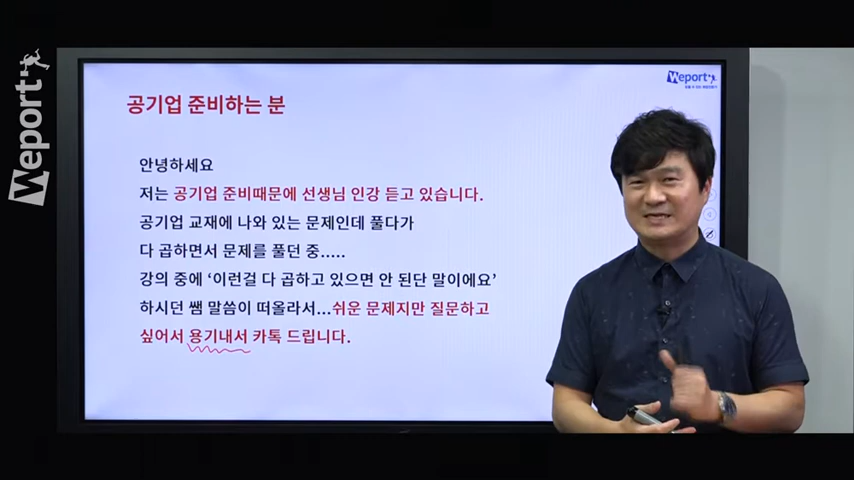 Weport
Weport
공기업 준비하는 분
안녕하세요
저는 공기업 준비때문에 선생님 인강 듣고 있습니다.
공기업 교재에 나와 있는 문제인데 풀다가
다 곱하면서 문제를 풀던 중.....
강의 중에 ‘이런걸 다 곱하고 있으면 안 된단 말이에요’
하시던 쌤 말씀이 떠올라서...쉬운 문제지만 질문하고
싶어서 용기내서 카톡 드립니다.